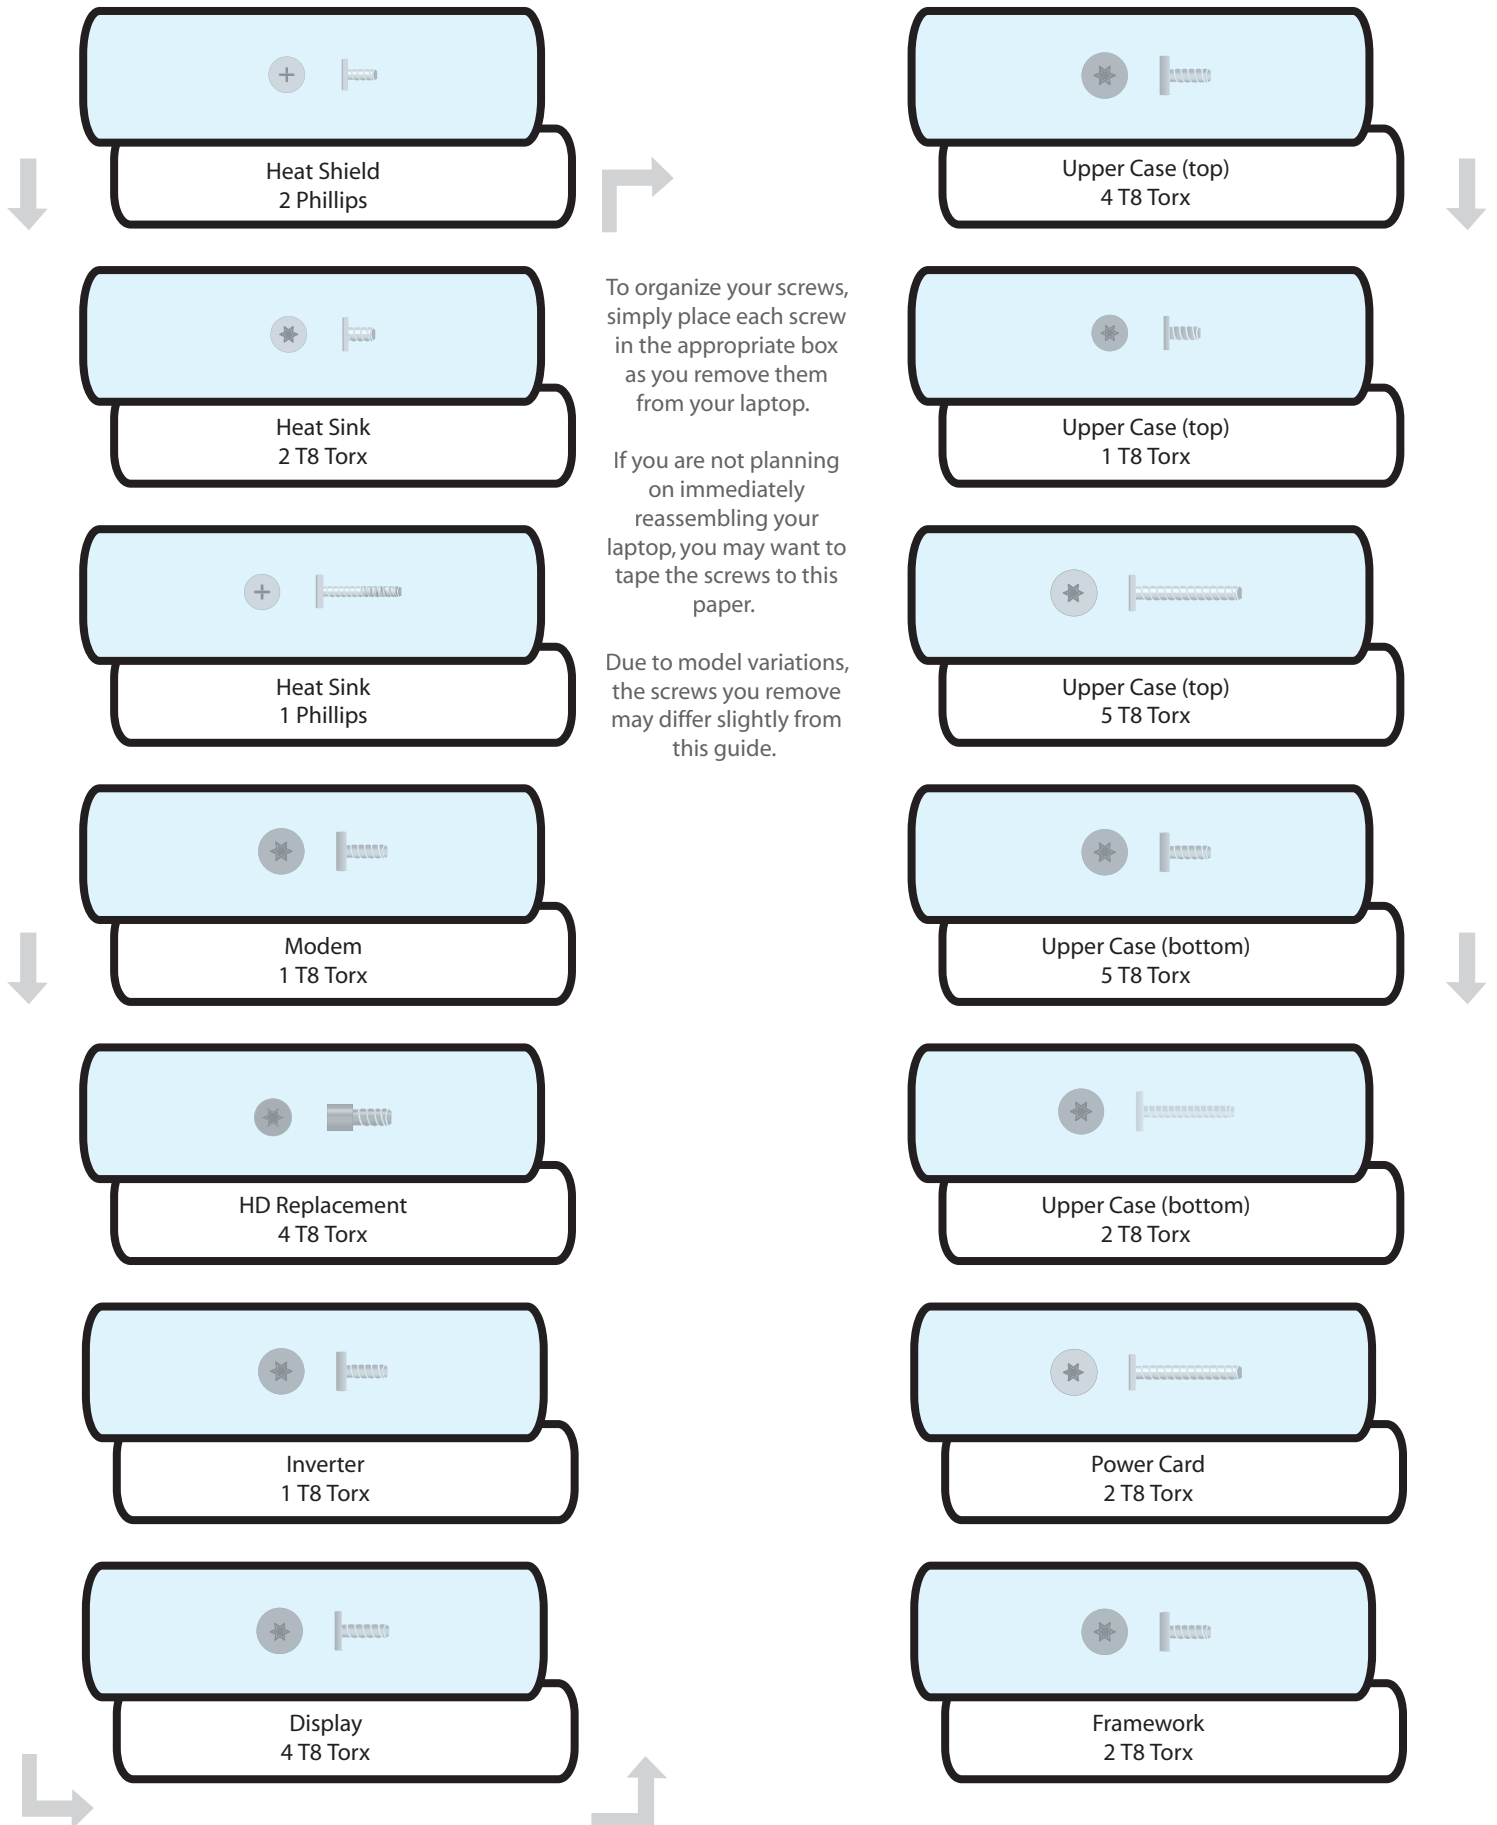 Heat Shield
2 Phillips
Heat Sink
2 T8 Torx
Heat Sink
1 Phillips
Modem
1 T8 Torx
HD Replacement
4 T8 Torx
Inverter
1 T8 Torx
Display
4 T8 Torx
To organize your screws,
simply place each screw
in the appropriate box
as you remove them
from your laptop.
If you are not planning
on immediately
reassembling your
laptop, you may want to
tape the screws to this
paper.
Due to model variations,
the screws you remove
may differ slightly from
this guide.
Upper Case (top)
4 T8 Torx
Upper Case (top)
1 T8 Torx
Upper Case (top)
5 T8 Torx
Upper Case (bottom)
5 T8 Torx
Upper Case (bottom)
2 T8 Torx
Power Card
2 T8 Torx
Framework
2 T8 Torx